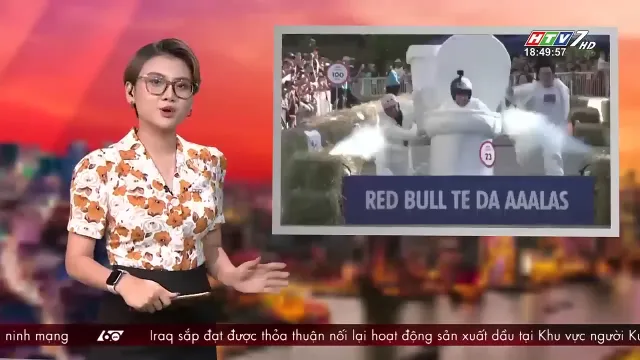 HTV7 HD
18:49:57
100
23
RED BULL TE DA AAALAS
ninh mạng
60
Iraq sắp đạt được thỏa thuận nối lại hoạt động sản xuất dầu tại Khu vực người K